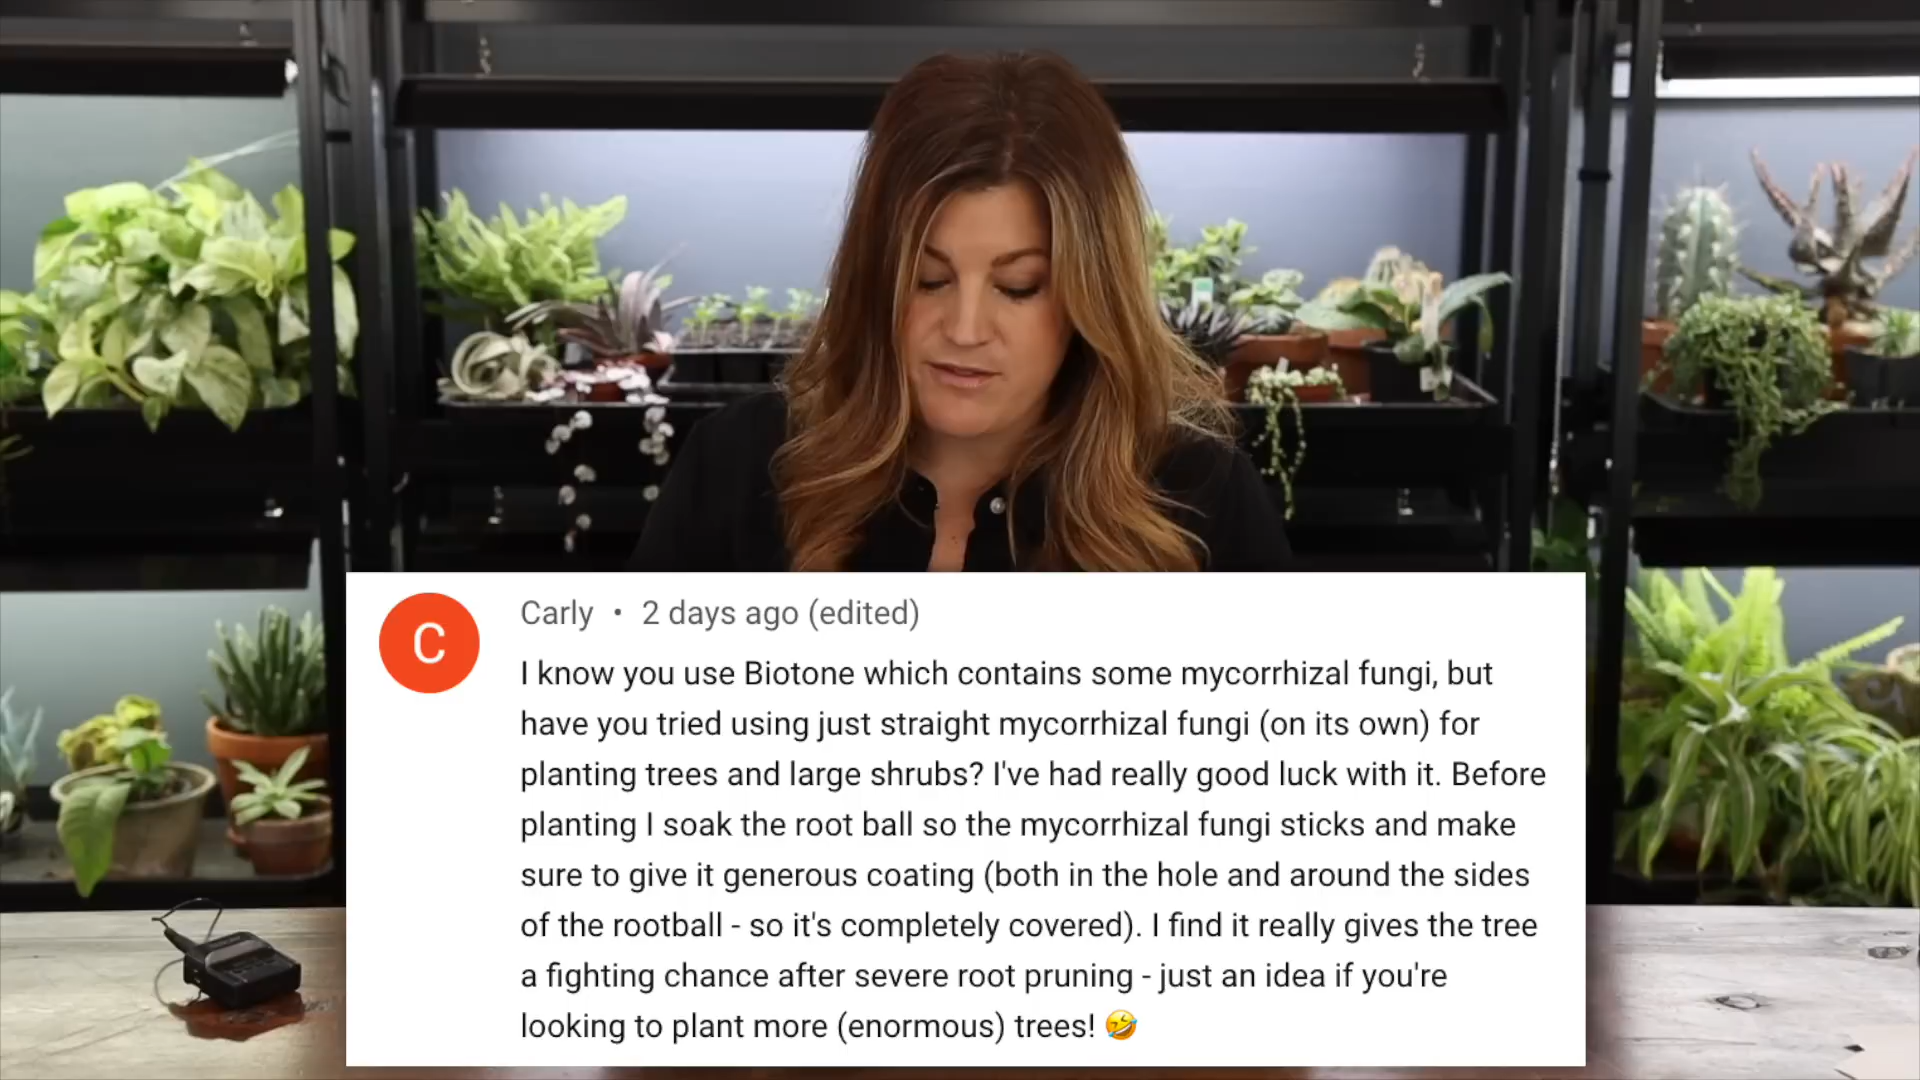 C
Carly • 2 days ago (edited)
I know you use Biotone which contains some mycorrhizal fungi, but
have you tried using just straight mycorrhizal fungi (on its own) for
planting trees and large shrubs? I've had really good luck with it. Before
planting I soak the root ball so the mycorrhizal fungi sticks and make
sure to give it generous coating (both in the hole and around the sides
of the rootball - so it's completely covered). I find it really gives the tree
a fighting chance after severe root pruning - just an idea if you're
looking to plant more (enormous) trees! 🤣